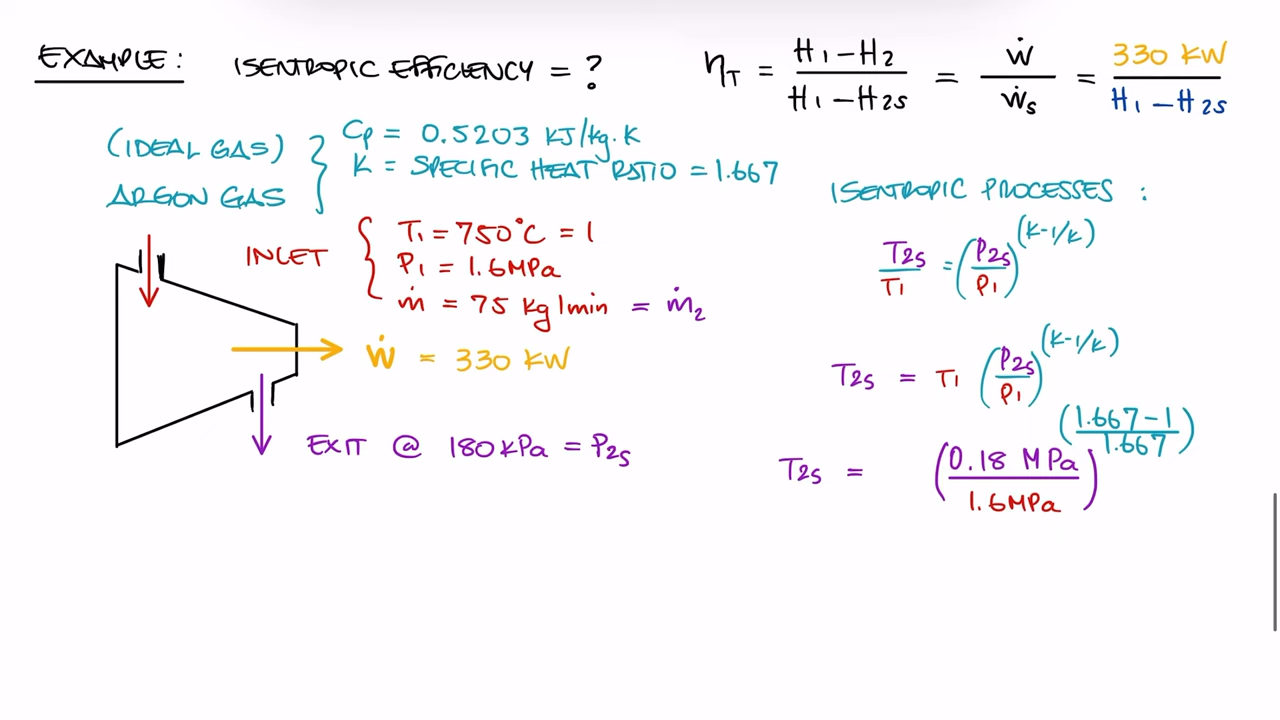 EXAMPLE: ISENTROPIC EFFICIENCY = ?
ηT = H1-H2 / H1-H2s = Ẇ / Ẇs = 330 KW / H1-H2s
(IDEAL GAS)
ARGON GAS
Cp = 0.5203 KJ/kg.K
K = SPECIFIC HEAT RATIO = 1.667
INLET
T1 = 750°C = 1
P1 = 1.6MPa
ṁ = 75 kg/min = ṁ2
Ẇ = 330 KW
EXIT @ 180kPa = P2s
ISENTROPIC PROCESSES:
T2s/T1 = (P2s/P1)^(K-1/K)
T2s = T1 (P2s/P1)^(K-1/K)
T2s = (0.18 MPa/1.6MPa)^(1.667-1/1.667)